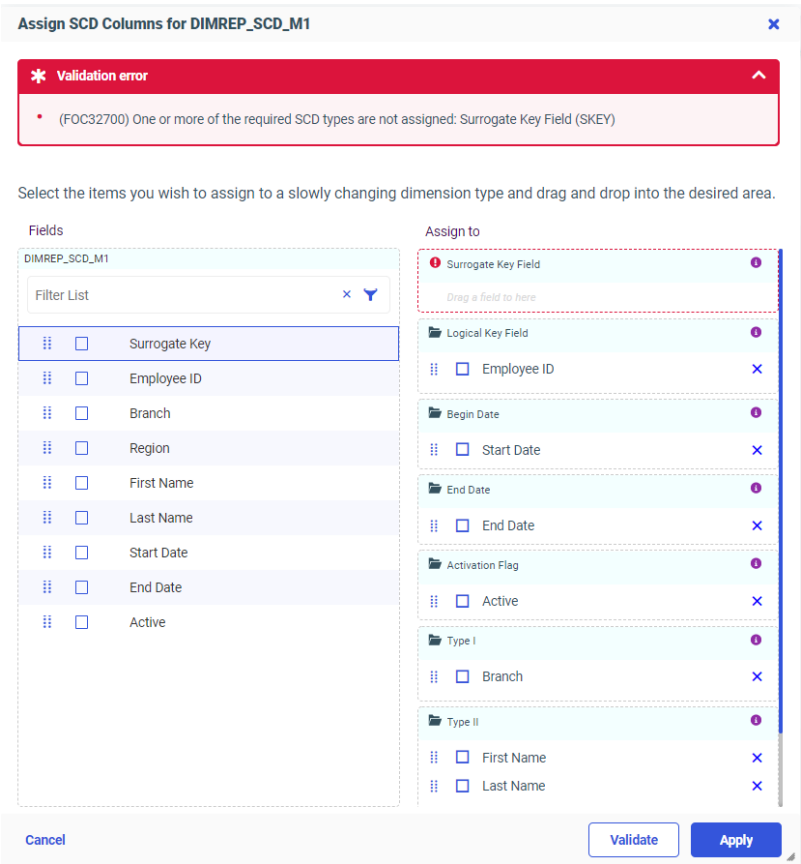 Assign SCD Columns for DIMREP_SCD_M1
Validation error
(FOC32700) One or more of the required SCD types are not assigned: Surrogate Key Field (SKEY)
Select the items you wish to assign to a slowly changing dimension type and drag and drop into the desired area.
Fields
DIMREP_SCD_M1
Filter List
Surrogate Key
Employee ID
Branch
Region
First Name
Last Name
Start Date
End Date
Active
Assign to
Surrogate Key Field
Drag a field to here
Logical Key Field
Employee ID
Begin Date
Start Date
End Date
End Date
Activation Flag
Active
Type I
Branch
Type II
First Name
Last Name
Cancel
Validate
Apply